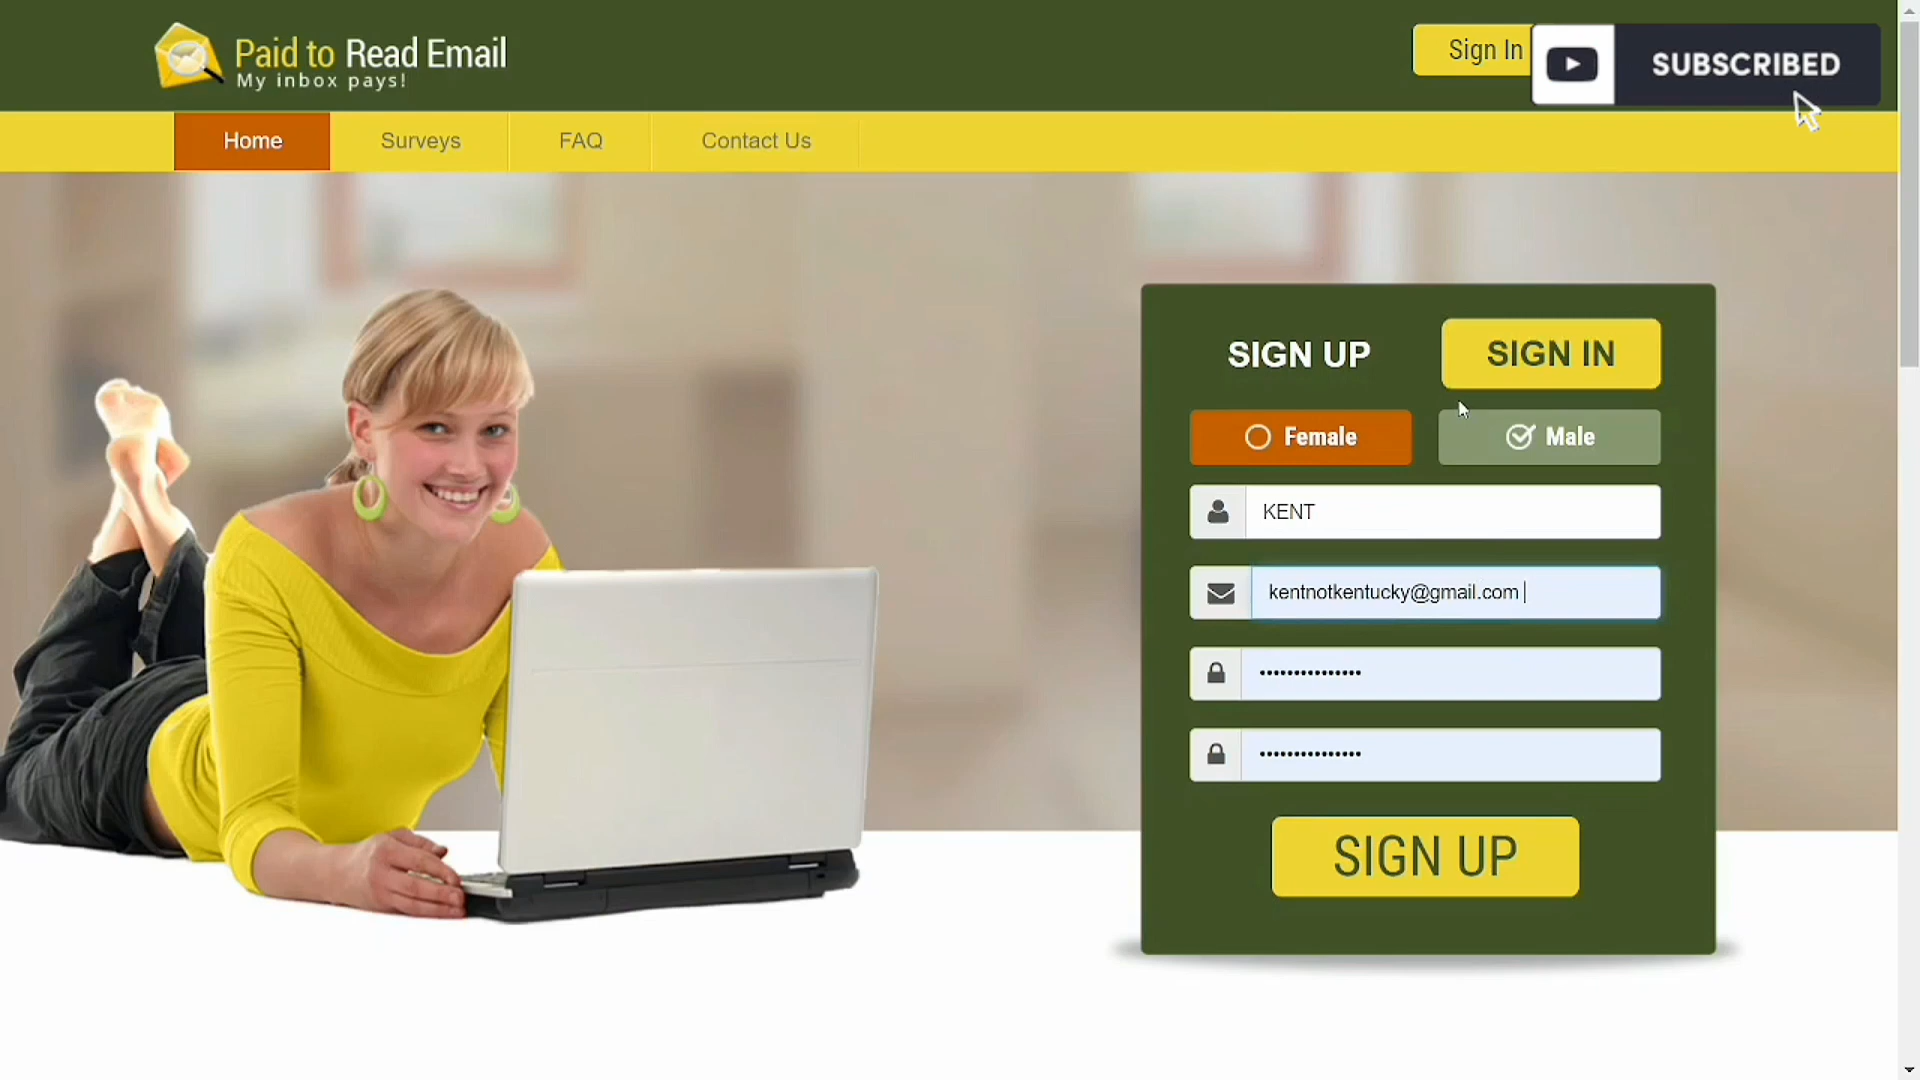 Paid to Read Email
My inbox pays!
Sign In
SUBSCRIBED
Home
Surveys
FAQ
Contact Us
SIGN UP
SIGN IN
Female
Male
KENT
kentnotkentucky@gmail.com
•••••••••••••••
•••••••••••••••
SIGN UP